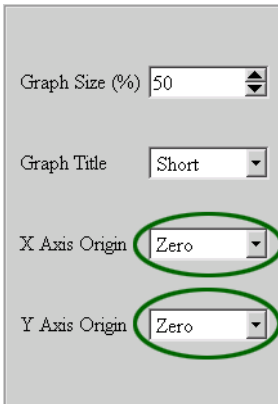 Graph Size (%) 50
Graph Title Short
X Axis Origin Zero
Y Axis Origin Zero